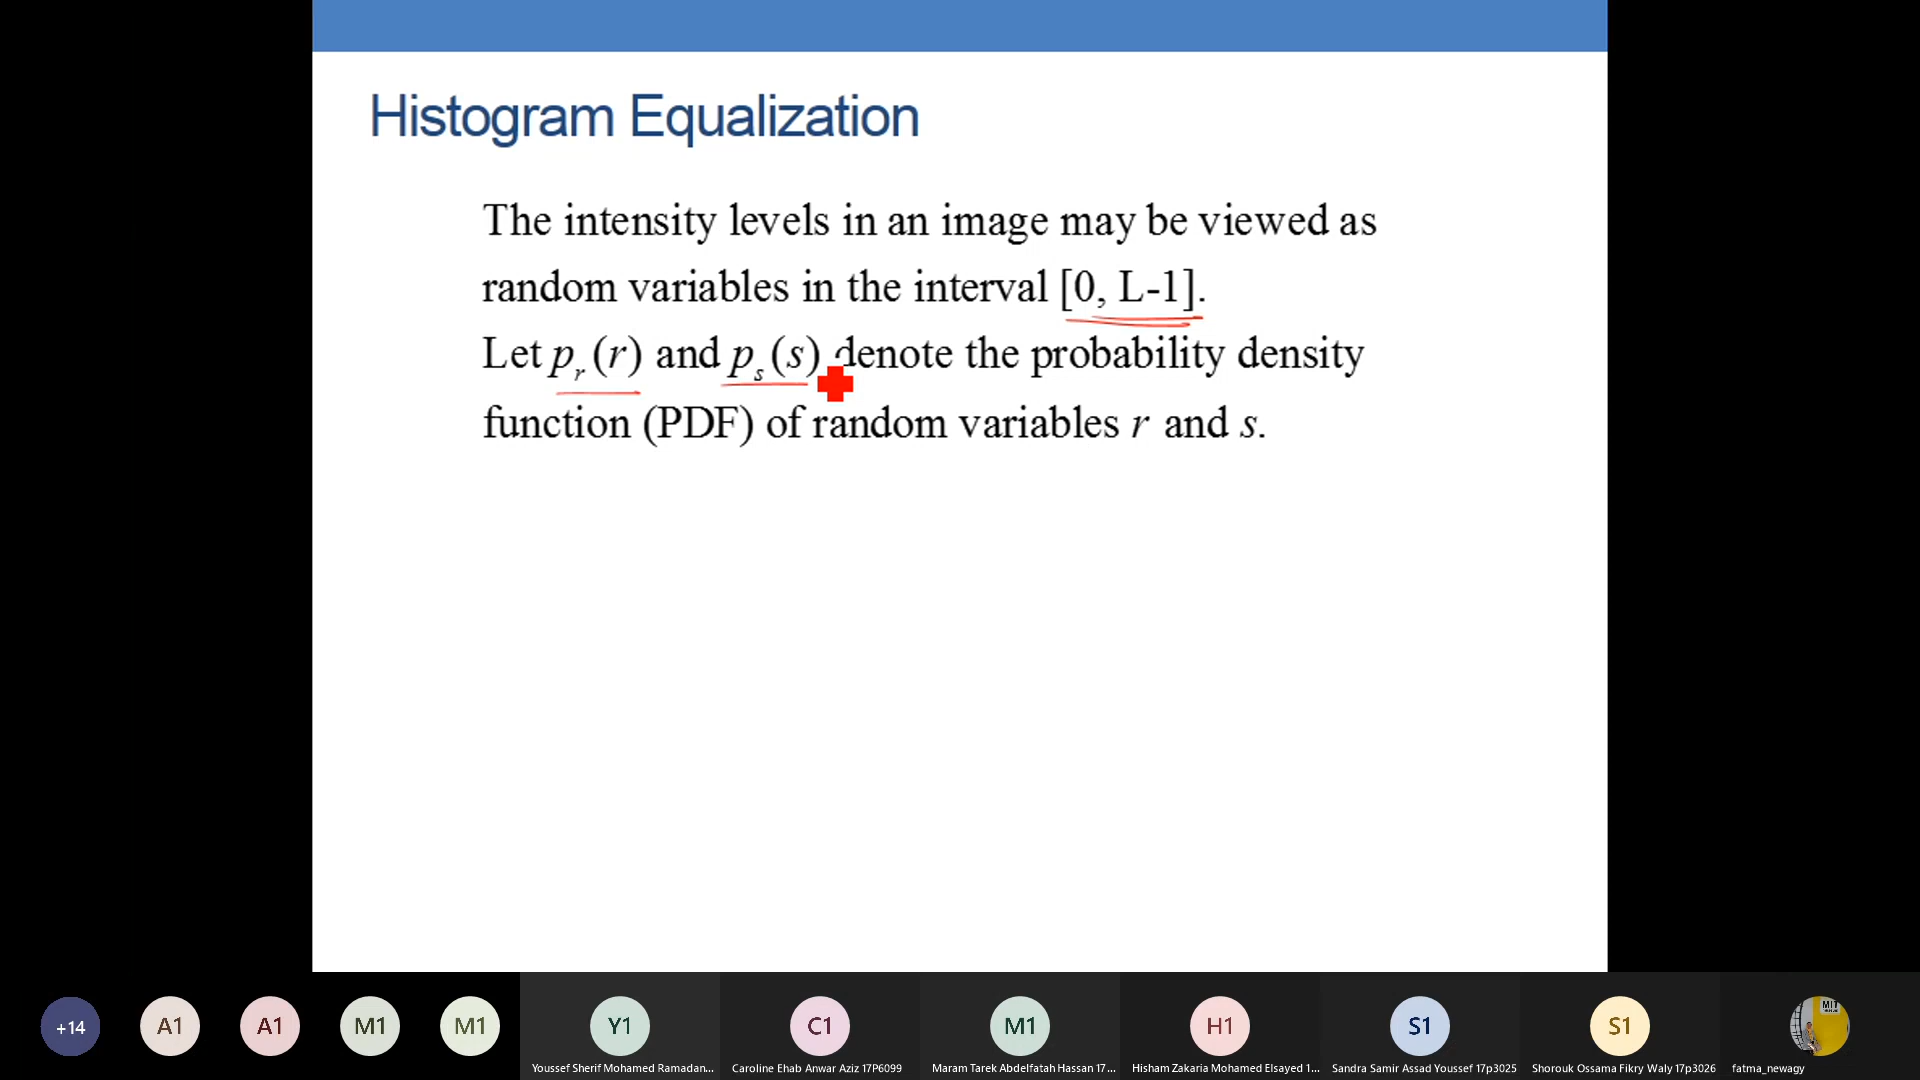 Histogram Equalization
The intensity levels in an image may be viewed as
random variables in the interval [0, L-1].
Let pr(r) and ps(s) denote the probability density
function (PDF) of random variables r and s.
+14
A1
A1
M1
M1
Y1
C1
M1
H1
S1
S1
MIT
Youssef Sherif Mohamed Ramadan...
Caroline Ehab Anwar Aziz 17P6099
Maram Tarek Abdelfatah Hassan 17 ...
Hisham Zakaria Mohamed Elsayed 1...
Sandra Samir Assad Youssef 17p3025
Shorouk Ossama Fikry Waly 17p3026
fatma_newagy